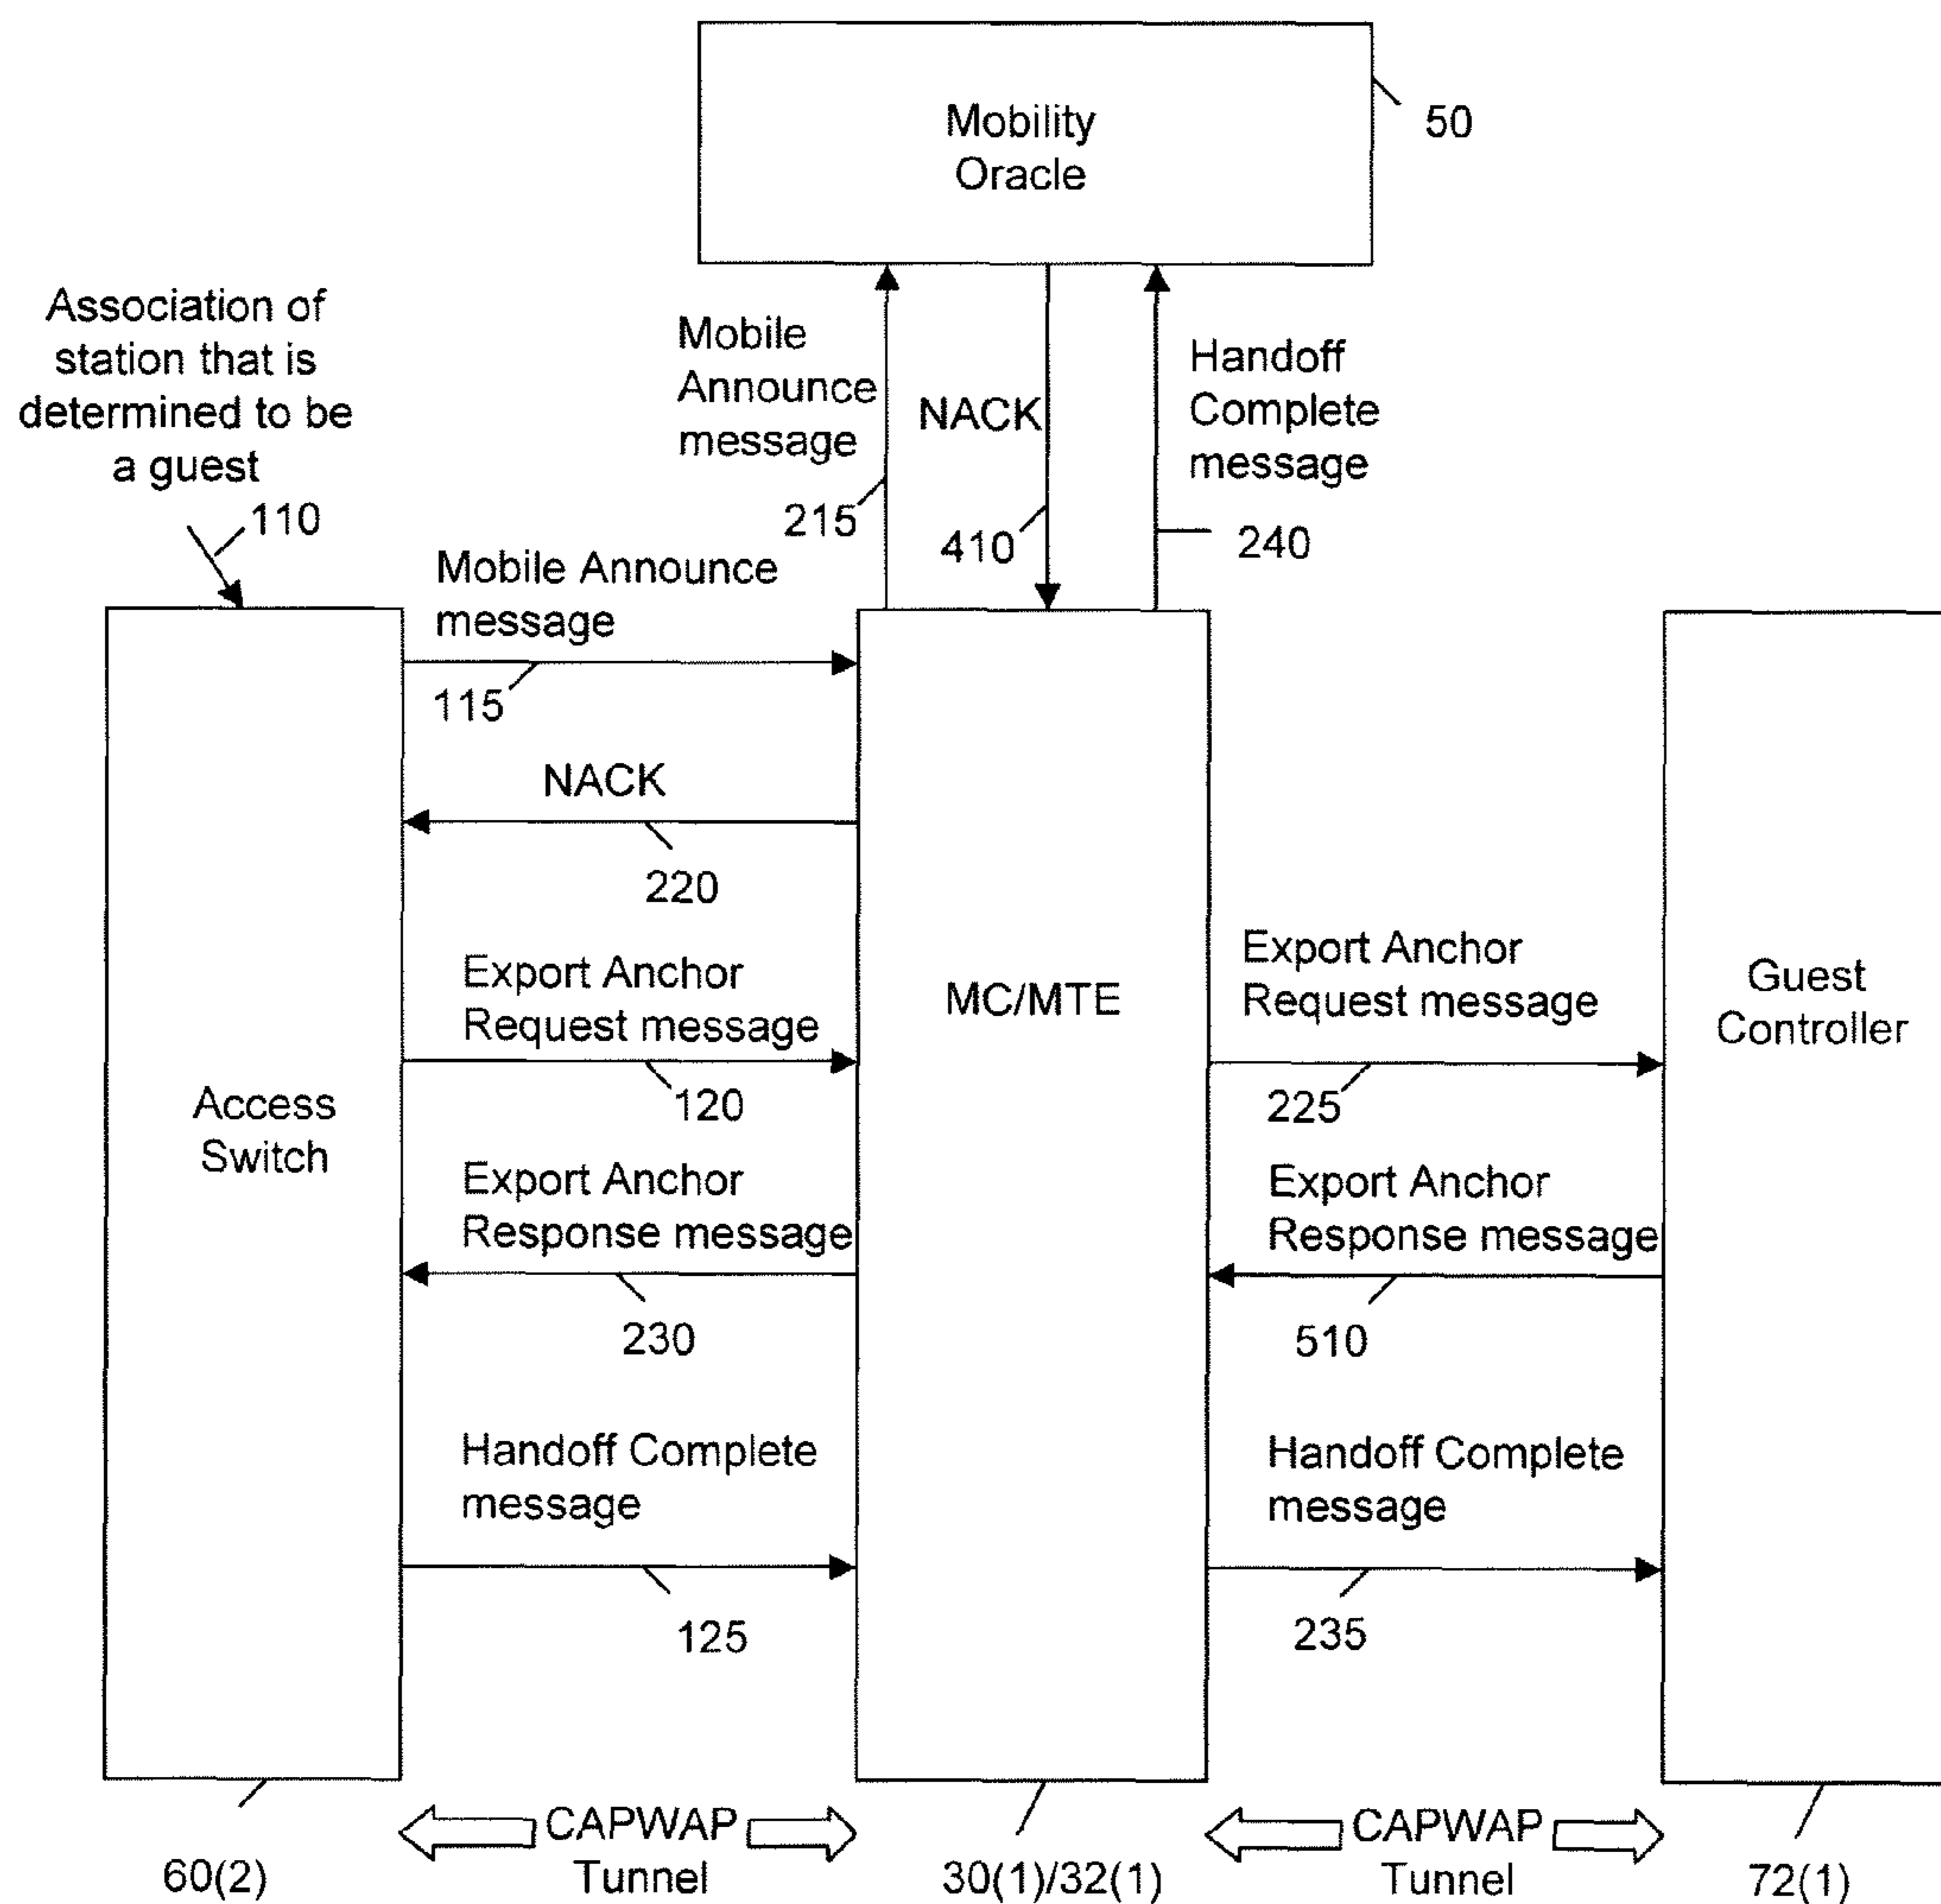 Mobility
Oracle
50
Association of
station that is
determined to be
a guest
110
Mobile
Announce
message
215
NACK
410
Handoff
Complete
message
240
Mobile Announce
message
115
NACK
220
Export Anchor
Request message
120
Export Anchor
Response message
230
Handoff Complete
message
125
Access
Switch
MC/MTE
Export Anchor
Request message
225
Export Anchor
Response message
510
Handoff Complete
message
235
Guest
Controller
60(2)
CAPWAP
Tunnel
30(1)/32(1)
CAPWAP
Tunnel
72(1)